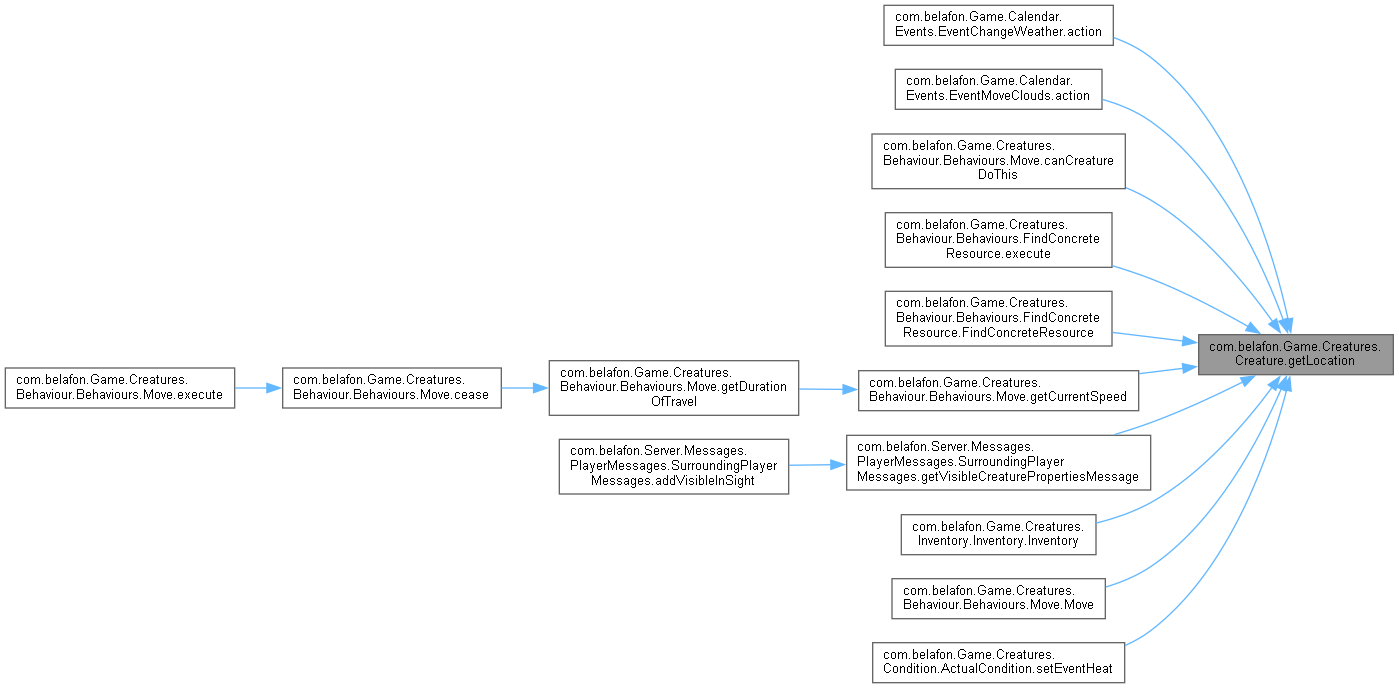 com.belafon.Game.Calendar.
Events.EventChangeWeather.action
com.belafon.Game.Calendar.
Events.EventMoveClouds.action
com.belafon.Game.Creatures.
Behaviour.Behaviours.Move.canCreature
DoThis
com.belafon.Game.Creatures.
Behaviour.Behaviours.FindConcrete
Resource.execute
com.belafon.Game.Creatures.
Behaviour.Behaviours.FindConcrete
Resource.FindConcreteResource
com.belafon.Game.Creatures.
Creature.getLocation
com.belafon.Game.Creatures.
Behaviour.Behaviours.Move.execute
com.belafon.Game.Creatures.
Behaviour.Behaviours.Move.cease
com.belafon.Game.Creatures.
Behaviour.Behaviours.Move.getDuration
OfTravel
com.belafon.Game.Creatures.
Behaviour.Behaviours.Move.getCurrentSpeed
com.belafon.Server.Messages.
PlayerMessages.SurroundingPlayer
Messages.addVisibleInSight
com.belafon.Server.Messages.
PlayerMessages.SurroundingPlayer
Messages.getVisibleCreaturePropertiesMessage
com.belafon.Game.Creatures.
Inventory.Inventory.Inventory
com.belafon.Game.Creatures.
Behaviour.Behaviours.Move.Move
com.belafon.Game.Creatures.
Condition.ActualCondition.setEventHeat